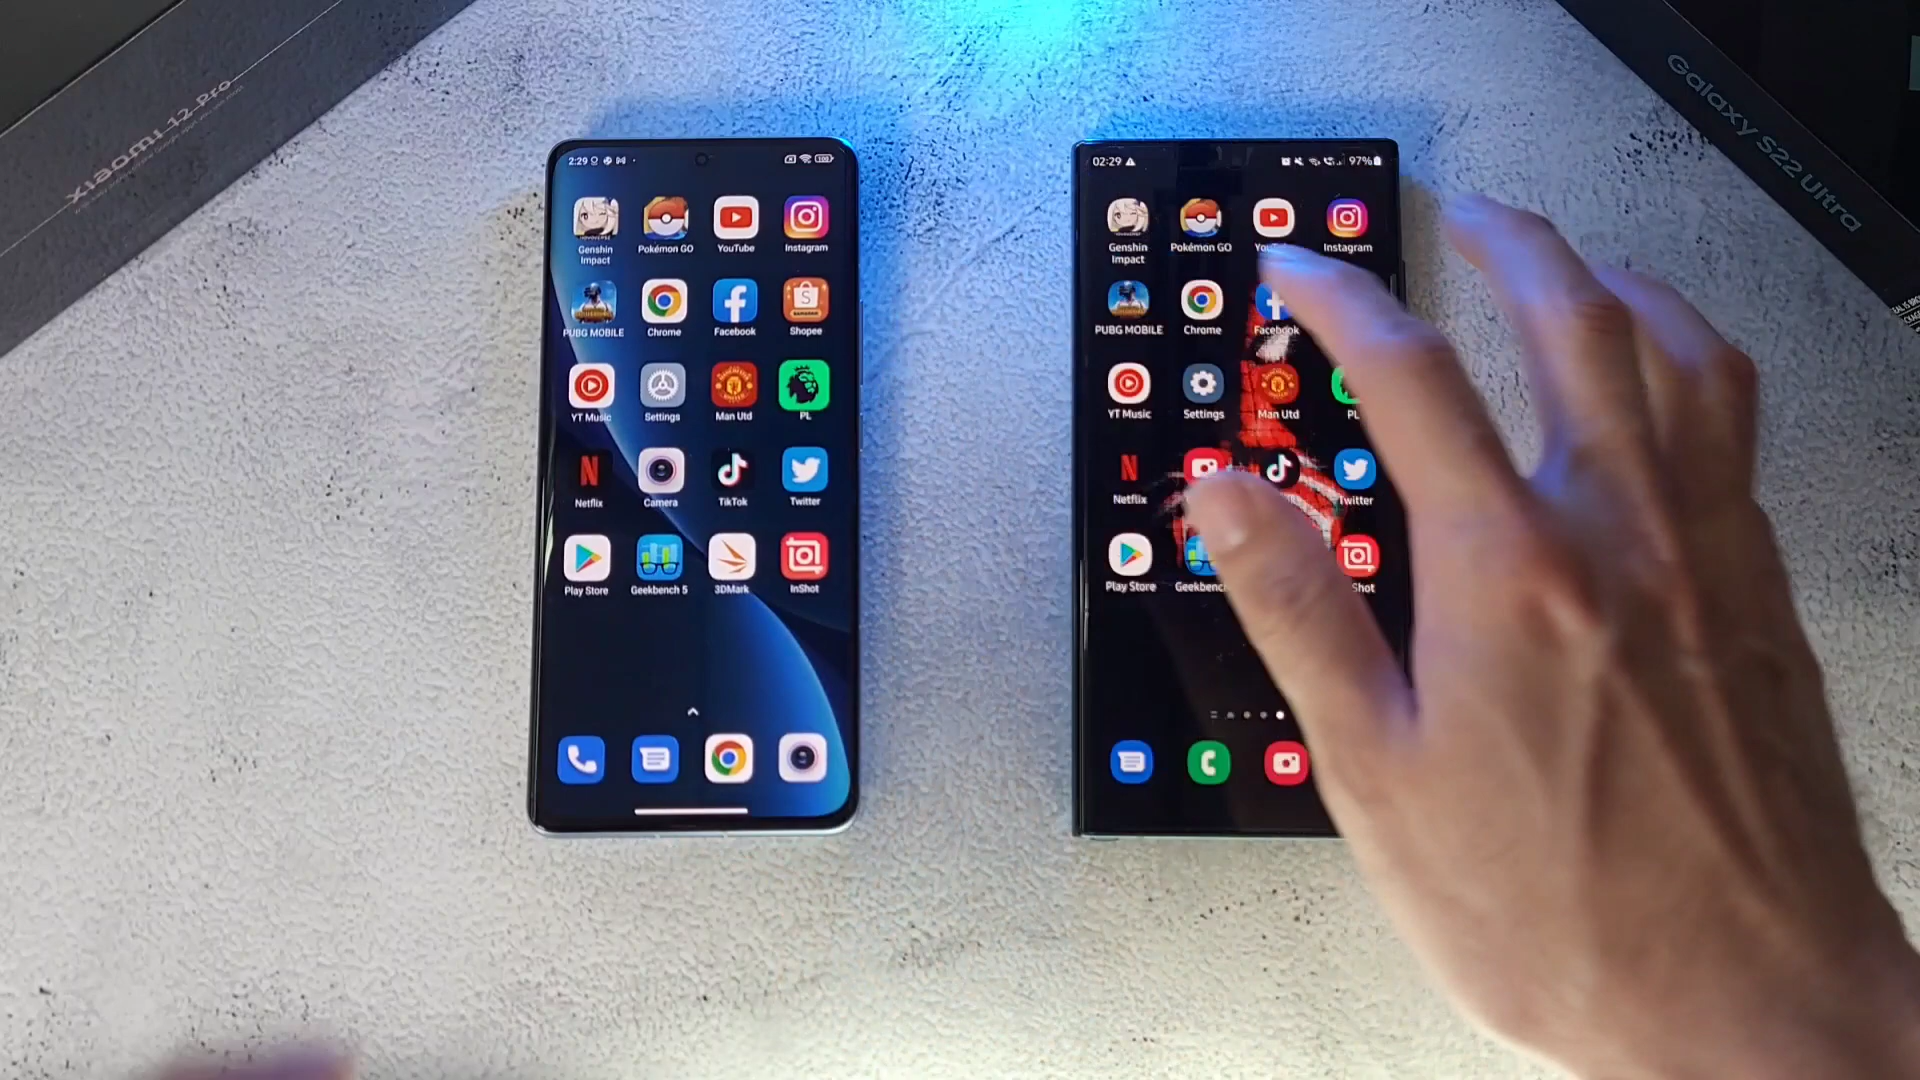 Xiaomi 12 Pro
Galaxy S22 Ultra
2:29
100
Genshin Impact
Pokémon GO
YouTube
Instagram
PUBG MOBILE
Chrome
Facebook
Shopee
YT Music
Settings
Man Utd
PL
Netflix
Camera
TikTok
Twitter
Play Store
Geekbench 5
3DMark
InShot
02:29
97%
Genshin Impact
Pokémon GO
Instagram
PUBG MOBILE
Chrome
Facebook
YT Music
Settings
Man Utd
PL
Netflix
Twitter
Play Store
Geekbench
Shot